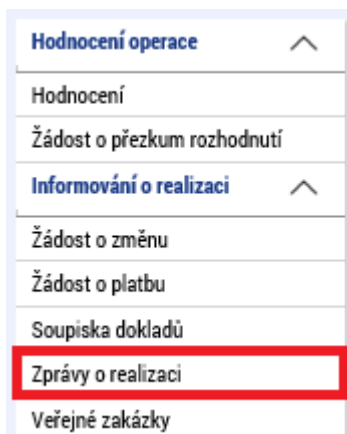 Hodnocení operace
Hodnocení
Žádost o přezkum rozhodnutí
Informování o realizaci
Žádost o změnu
Žádost o platbu
Soupiska dokladů
Zprávy o realizaci
Veřejné zakázky